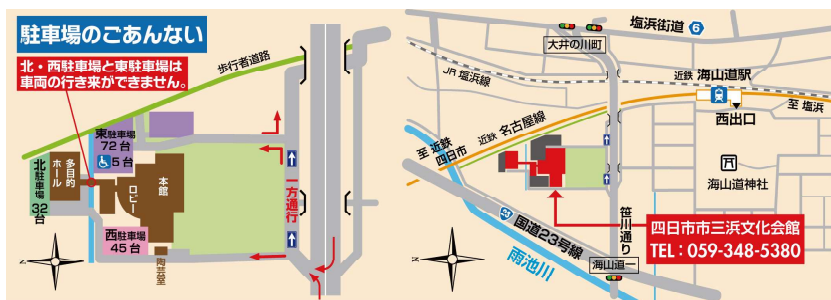 駐車場のごあんない
北・西駐車場と東駐車場は
車両の行き来ができません。
歩行者道路
東駐車場
72台
5台
北駐車場
32台
多目的
ホール
ロビー
本館
西駐車場
45台
陶芸室
一方通行
塩浜街道 6
大井の川町
JR 塩浜線
近鉄 海山道駅
至 塩浜
西出口
近鉄 名古屋線
至 近鉄
四日市
海山道神社
23
国道23号線
雨池川
笹川通り
海山道一
四日市市三浜文化会館
TEL：059-348-5380